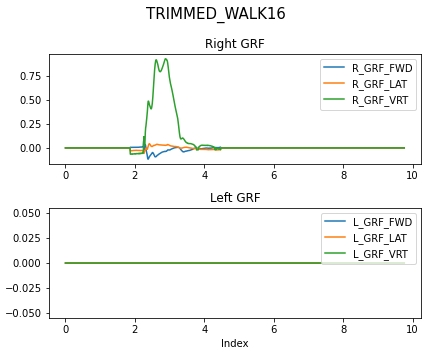 TRIMMED_WALK16
Right GRF
R_GRF_FWD
R_GRF_LAT
R_GRF_VRT
0.75
0.50
0.25
0.00
0 2 4 6 8 10
Left GRF
L_GRF_FWD
L_GRF_LAT
L_GRF_VRT
0.050
0.025
0.000
−0.025
−0.050
0 2 4 6 8 10
Index